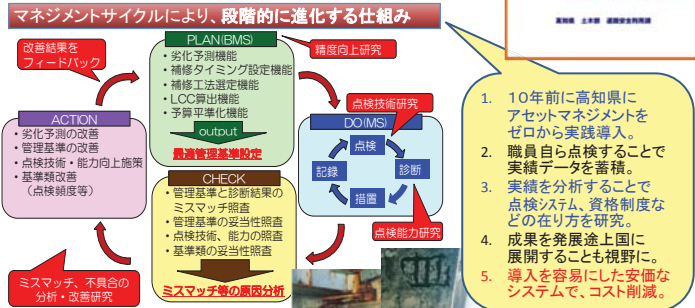 マネジメントサイクルにより、段階的に進化する仕組み
高知県 土木部 道路安全利用課
改善結果を
フィードバック
PLAN(BMS)
・劣化予測機能
・補修タイミング設定機能
・補修工法選定機能
・LCC算出機能
・予算平準化機能
output
最適管理基準設定
精度向上研究
ACTION
・劣化予測の改善
・管理基準の改善
・点検技術・能力向上施策
・基準類改善
（点検頻度等）
点検技術研究
DO(MS)
点検
診断
措置
記録
点検能力研究
CHECK
・管理基準と診断結果の
ミスマッチ照査
・管理基準の妥当性照査
・点検技術、能力の照査
・基準類の妥当性照査
ミスマッチ等の原因分析
ミスマッチ、不具合の
分析・改善研究
1. １０年前に高知県に
アセットマネジメントを
ゼロから実践導入。
2. 職員自ら点検することで
実績データを蓄積。
3. 実績を分析することで
点検システム、資格制度な
どの在り方を研究。
4. 成果を発展途上国に
展開することも視野に。
5. 導入を容易にした安価な
システムで、コスト削減。